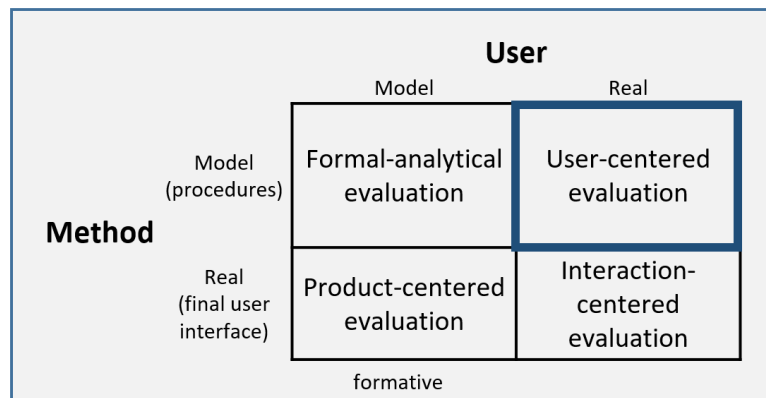 User
Model Real
Model
(procedures)
Formal-analytical
evaluation
User-centered
evaluation
Method
Real
(final user
interface)
Product-centered
evaluation
Interaction-
centered
evaluation
formative